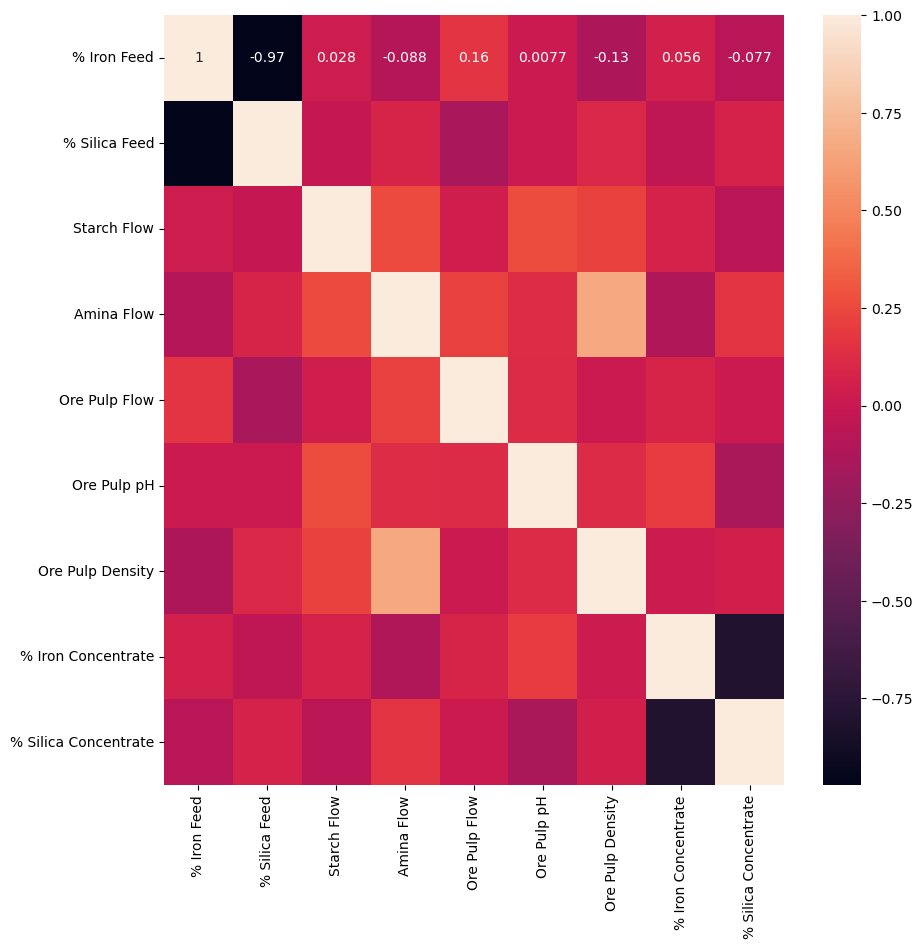 % Iron Feed 1 -0.97 0.028 -0.088 0.16 0.0077 -0.13 0.056 -0.077
% Silica Feed
Starch Flow
Amina Flow
Ore Pulp Flow
Ore Pulp pH
Ore Pulp Density
% Iron Concentrate
% Silica Concentrate
% Iron Feed
% Silica Feed
Starch Flow
Amina Flow
Ore Pulp Flow
Ore Pulp pH
Ore Pulp Density
% Iron Concentrate
% Silica Concentrate
1.00
0.75
0.50
0.25
0.00
−0.25
−0.50
−0.75